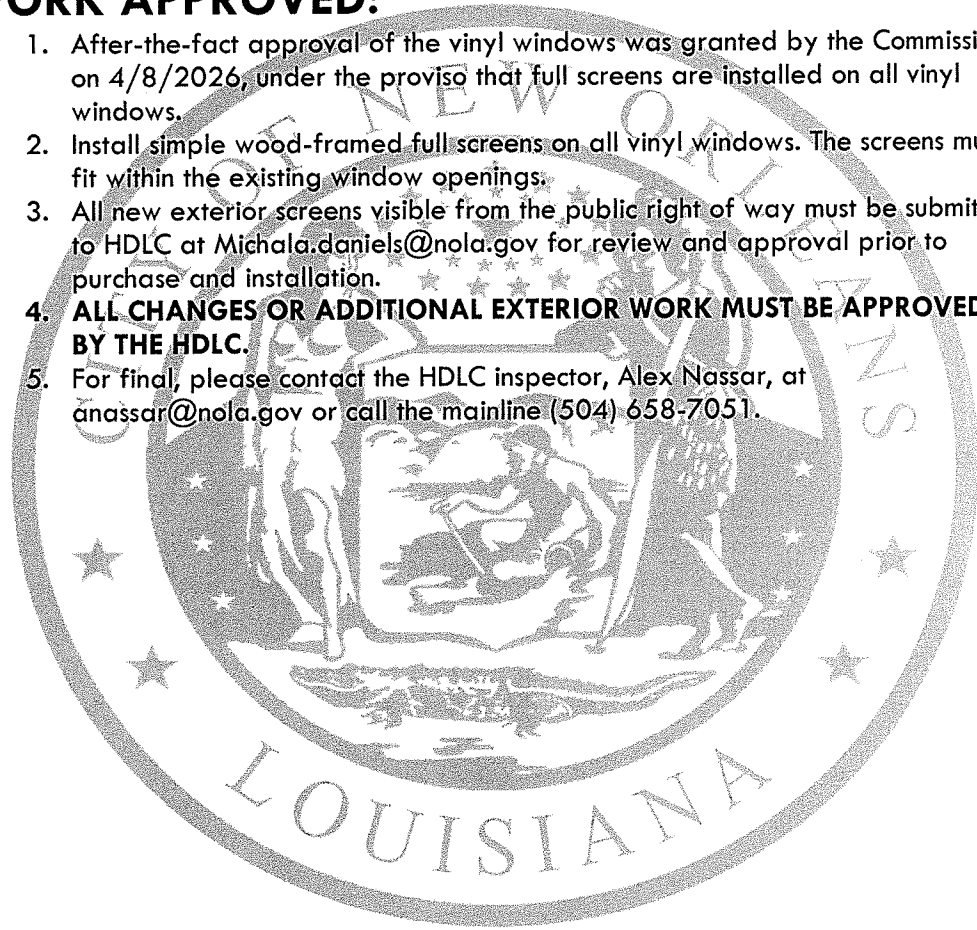 WORK APPROVED:
1. After-the-fact approval of the vinyl windows was granted by the
on 4/8/2026, under the proviso that full screens are installed on all vinyl
windows.
2. Install simple wood-framed full screens on all vinyl windows. The screens
fit within the existing window openings.
3. All new exterior screens visible from the public right of way must be
to HDLC at Michala.daniels@nola.gov for review and approval prior to
purchase and installation.
4. ALL CHANGES OR ADDITIONAL EXTERIOR WORK MUST BE APPROVED
BY THE HDLC.
5. For final, please contact the HDLC inspector, Alex Nassar, at
anassar@nola.gov or call the mainline (504) 658-7051.
CITY OF NEW ORLEANS
LOUISIANA